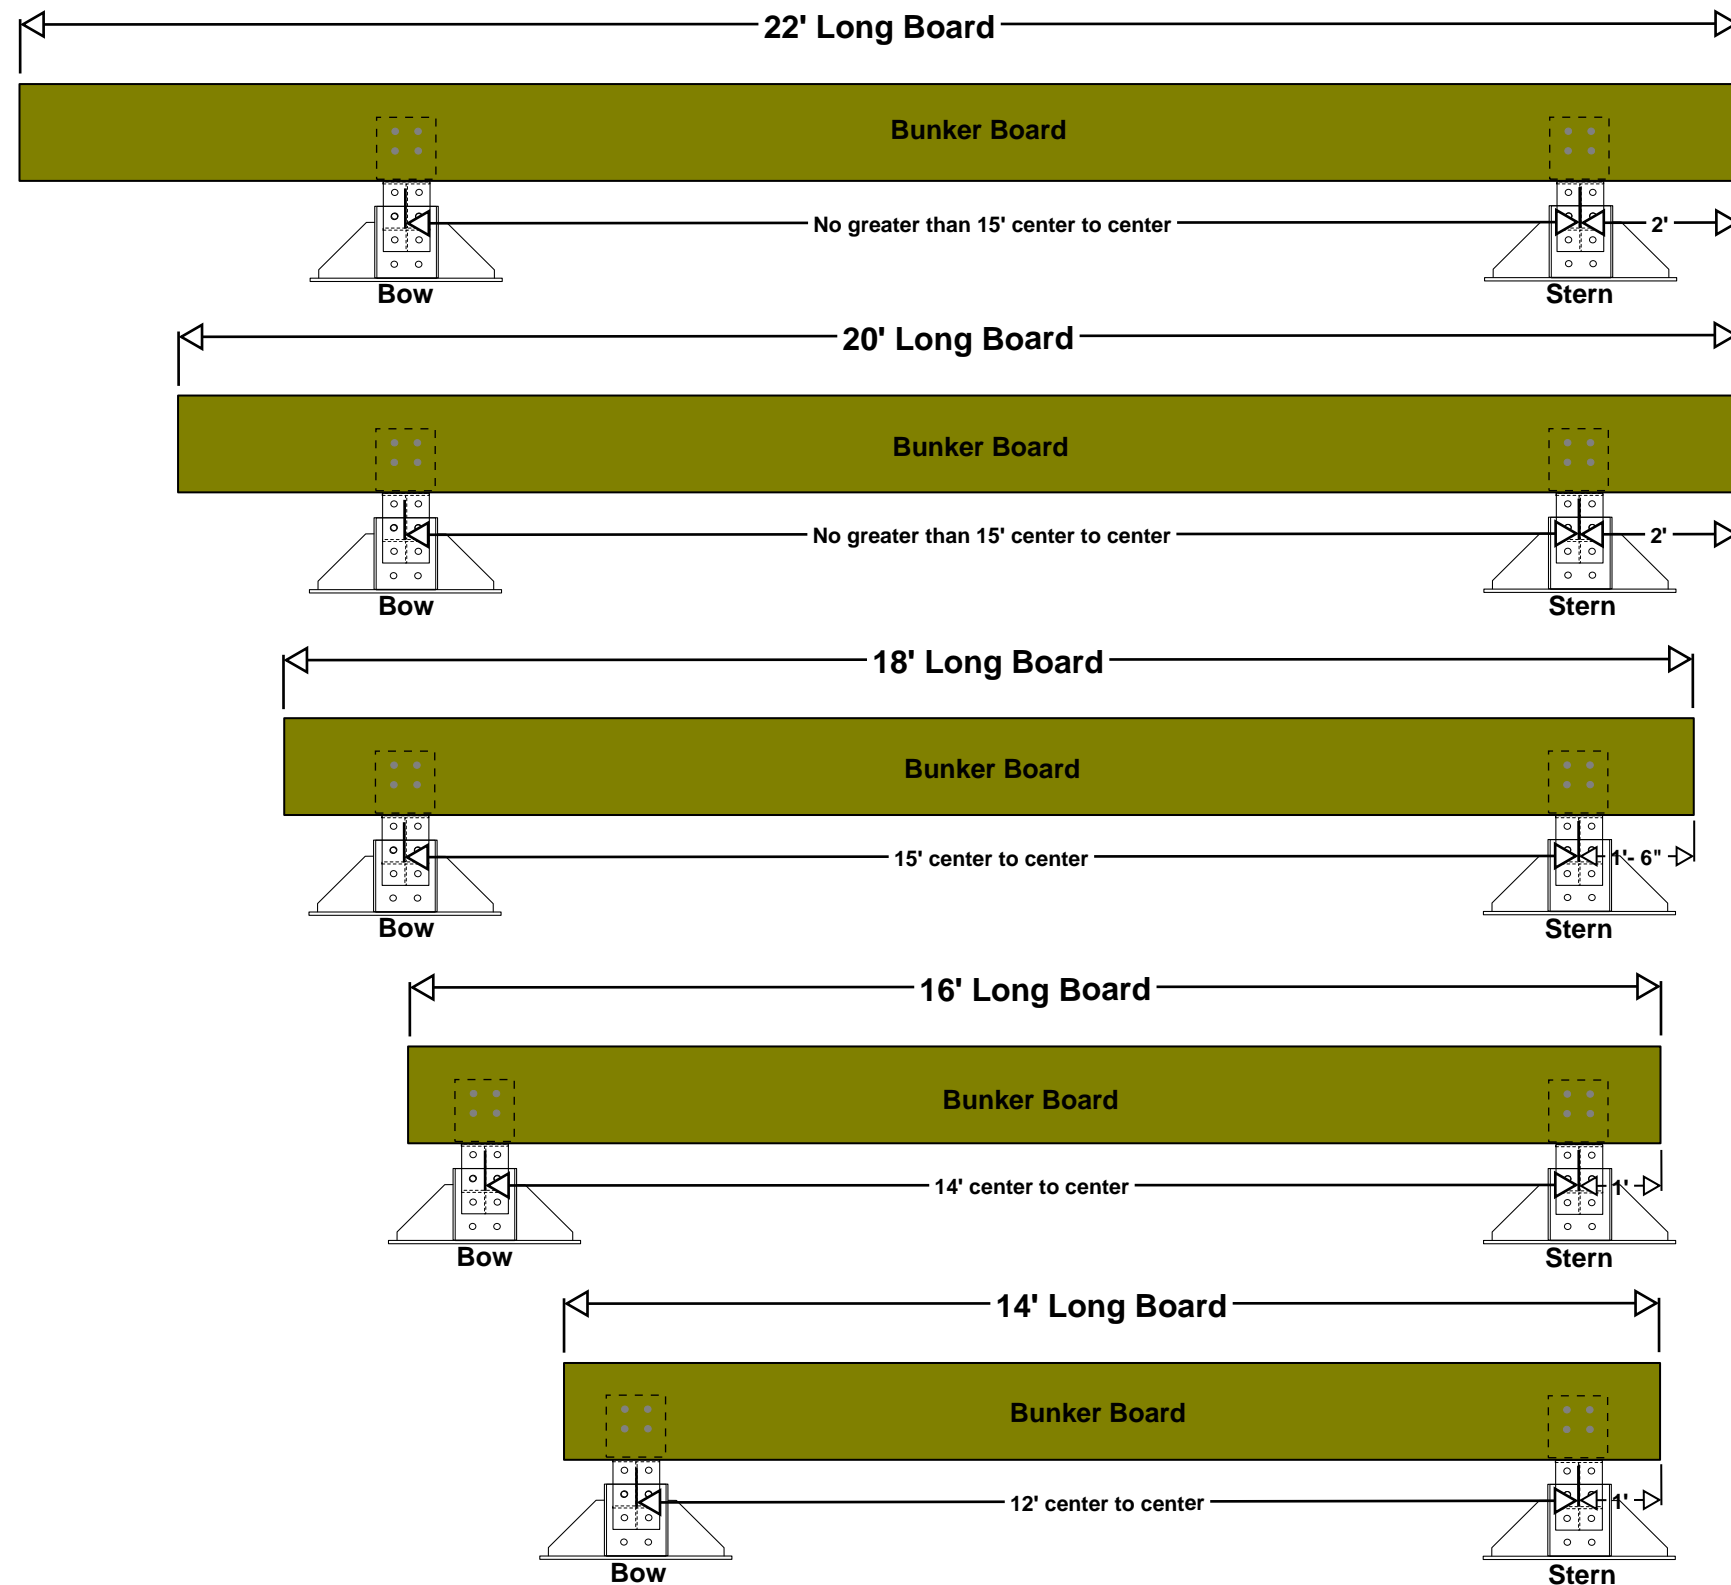 22' Long Board
Bunker Board
No greater than 15' center to center
2'
Bow
Stern
20' Long Board
Bunker Board
No greater than 15' center to center
2'
Bow
Stern
18' Long Board
Bunker Board
15' center to center
1'- 6"
Bow
Stern
16' Long Board
Bunker Board
14' center to center
1'
Bow
Stern
14' Long Board
Bunker Board
12' center to center
1'
Bow
Stern